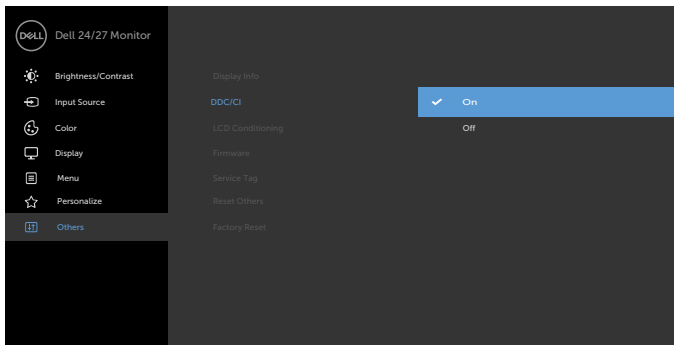 DELL Dell 24/27 Monitor
Brightness/Contrast
Input Source
Color
Display
Menu
Personalize
Others
Display Info
DDC/CI
LCD Conditioning
Firmware
Service Tag
Reset Others
Factory Reset
On
Off